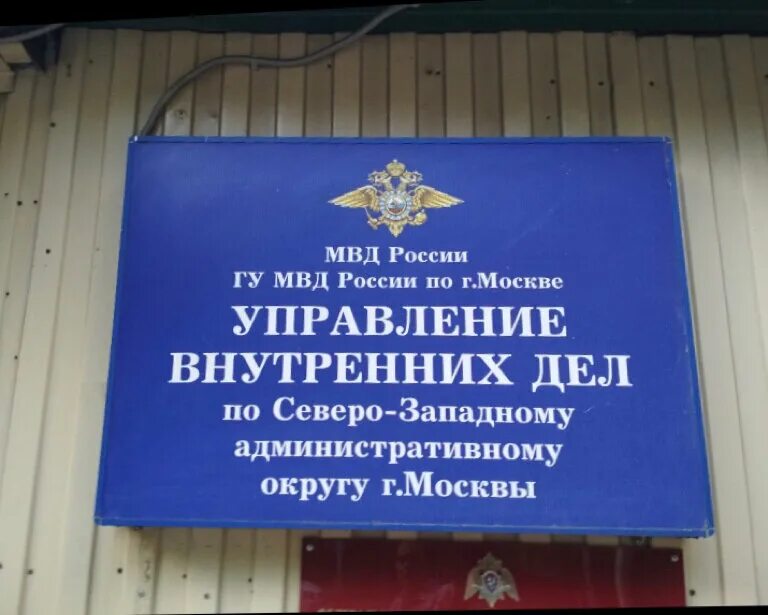 МВД России
ГУ МВД России по г.Москве
УПРАВЛЕНИЕ
ВНУТРЕННИХ ДЕЛ
по Северо-Западному
административному
округу г.Москвы